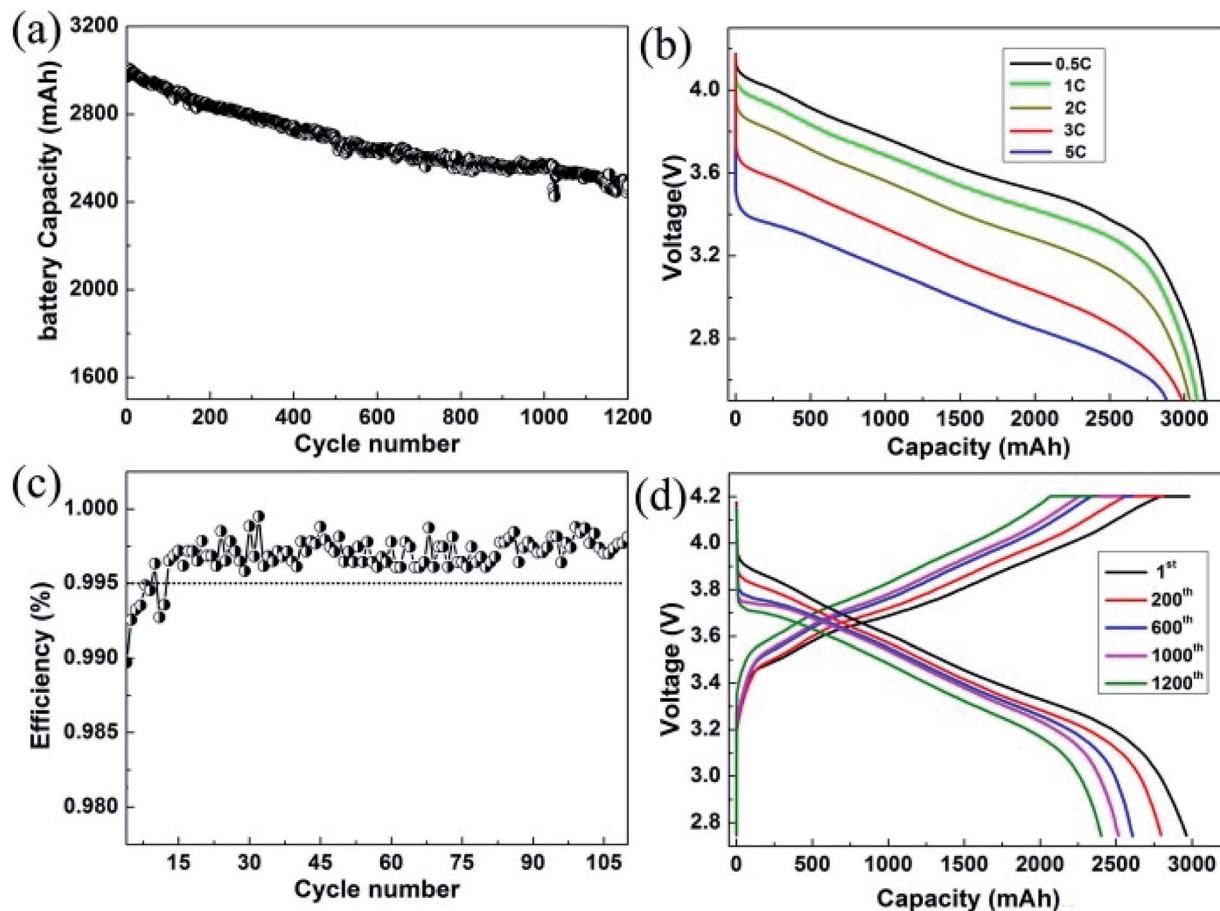 (a)
3200
2800
2400
2000
1600
battery Capacity (mAh)
0 200 400 600 800 1000 1200
Cycle number
(b)
4.0
3.6
3.2
2.8
Voltage(V)
0.5C
1C
2C
3C
5C
0 500 1000 1500 2000 2500 3000
Capacity (mAh)
(c)
1.000
0.995
0.990
0.985
0.980
Efficiency (%)
15 30 45 60 75 90 105
Cycle number
(d)
4.2
4.0
3.8
3.6
3.4
3.2
3.0
2.8
Voltage (V)
1st
200th
600th
1000th
1200th
0 500 1000 1500 2000 2500 3000
Capacity (mAh)